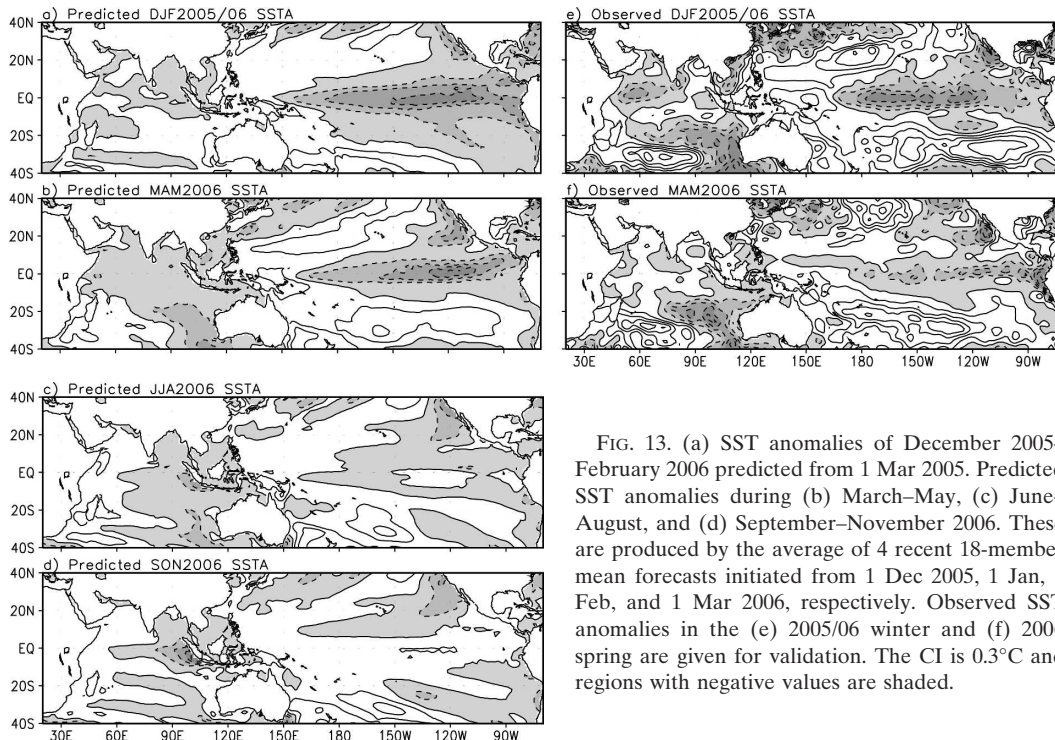 a) Predicted DJF2005/06 SSTA
40N
20N
EQ
20S
40S
b) Predicted MAM2006 SSTA
40N
20N
EQ
20S
40S
c) Predicted JJA2006 SSTA
40N
20N
EQ
20S
40S
d) Predicted SON2006 SSTA
40N
20N
EQ
20S
40S
30E 60E 90E 120E 150E 180 150W 120W 90W
e) Observed DJF2005/06 SSTA
f) Observed MAM2006 SSTA
30E 60E 90E 120E 150E 180 150W 120W 90W
FIG. 13. (a) SST anomalies of December 2005–
February 2006 predicted from 1 Mar 2005. Predicted
SST anomalies during (b) March–May, (c) June–
August, and (d) September–November 2006. These
are produced by the average of 4 recent 18-member
mean forecasts initiated from 1 Dec 2005, 1 Jan,
Feb, and 1 Mar 2006, respectively. Observed SST
anomalies in the (e) 2005/06 winter and (f) 2006
spring are given for validation. The CI is 0.3°C and
regions with negative values are shaded.